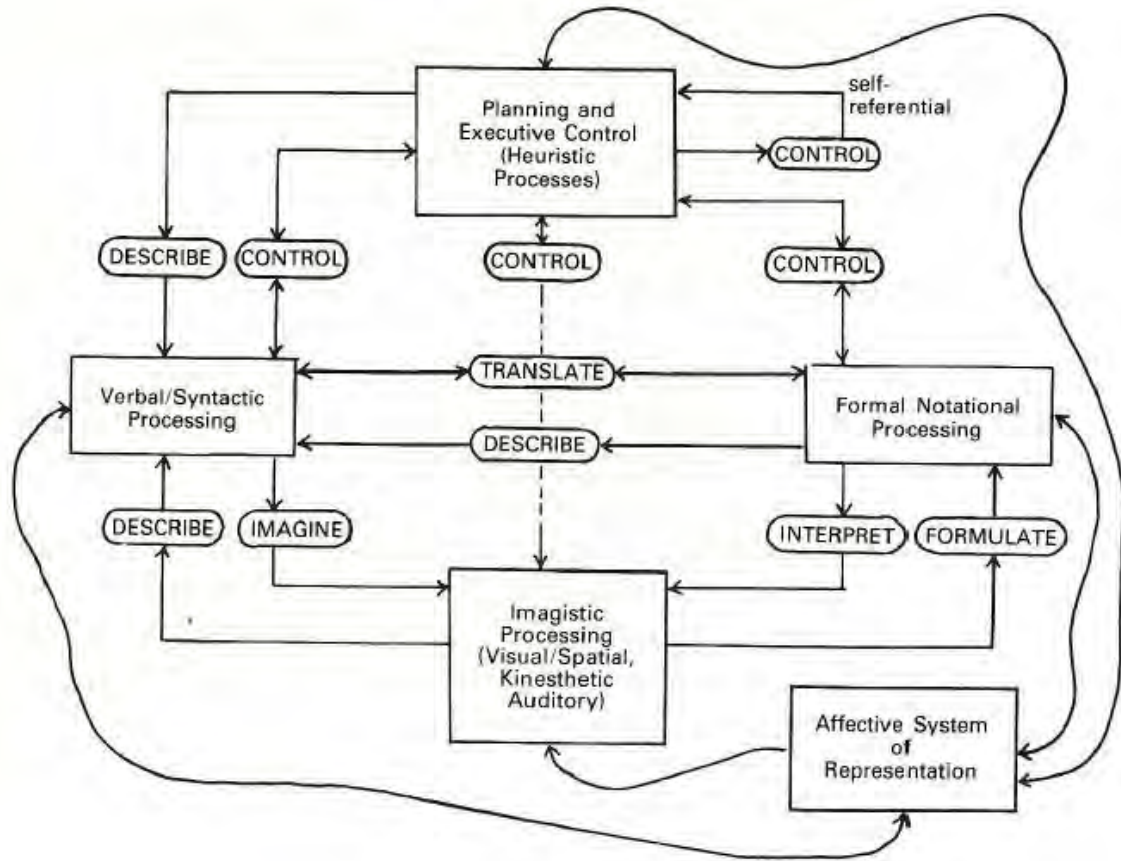 Planning and
Executive Control
(Heuristic
Processes)
self-
referential
CONTROL
DESCRIBE
CONTROL
CONTROL
CONTROL
Verbal/Syntactic
Processing
TRANSLATE
Formal Notational
Processing
DESCRIBE
DESCRIBE
IMAGINE
INTERPRET
FORMULATE
Imagistic
Processing
(Visual/Spatial,
Kinesthetic
Auditory)
Affective System
of
Representation